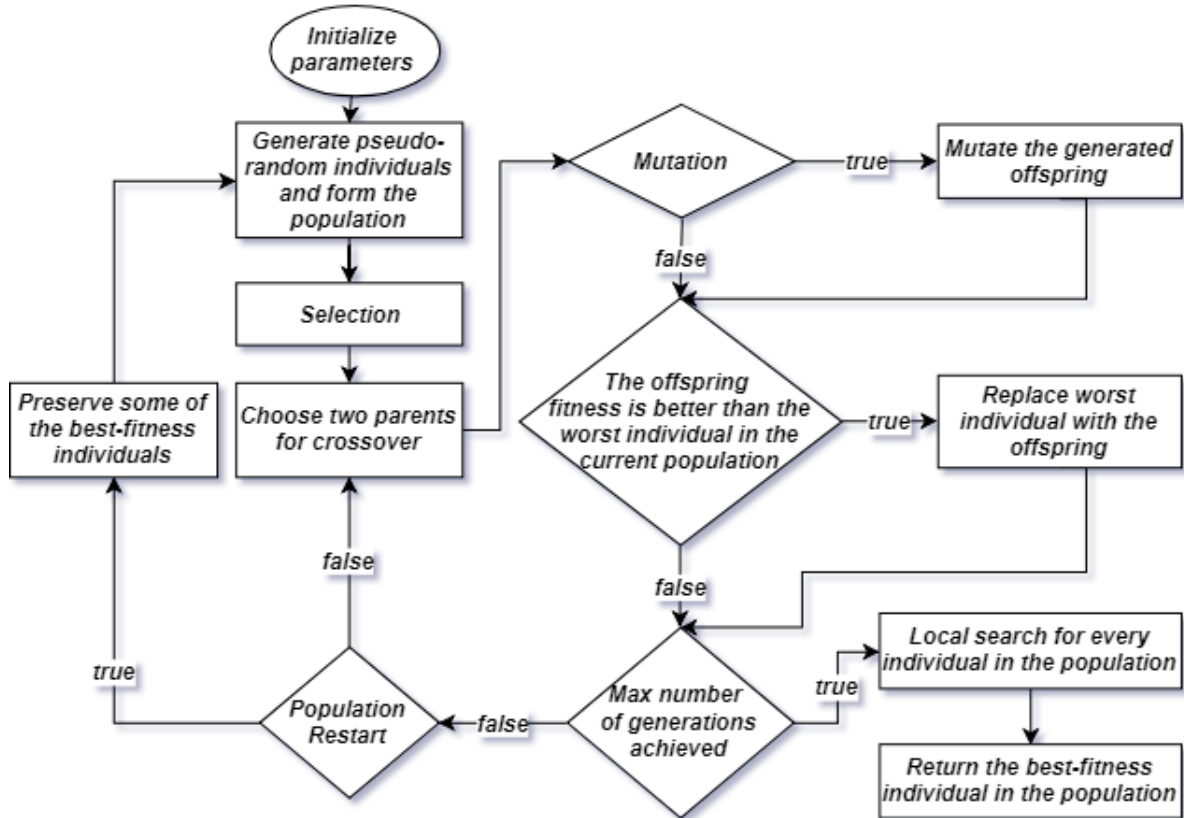 Initialize
parameters
Generate pseudo-
random individuals
and form the
population
Selection
Choose two parents
for crossover
Preserve some of
the best-fitness
individuals
Mutation
true
Mutate the generated
offspring
false
The offspring
fitness is better than the
worst individual in the
current population
true
Replace worst
individual with the
offspring
false
Max number
of generations
achieved
true
Local search for every
individual in the population
Return the best-fitness
individual in the population
false
Population
Restart
false
true